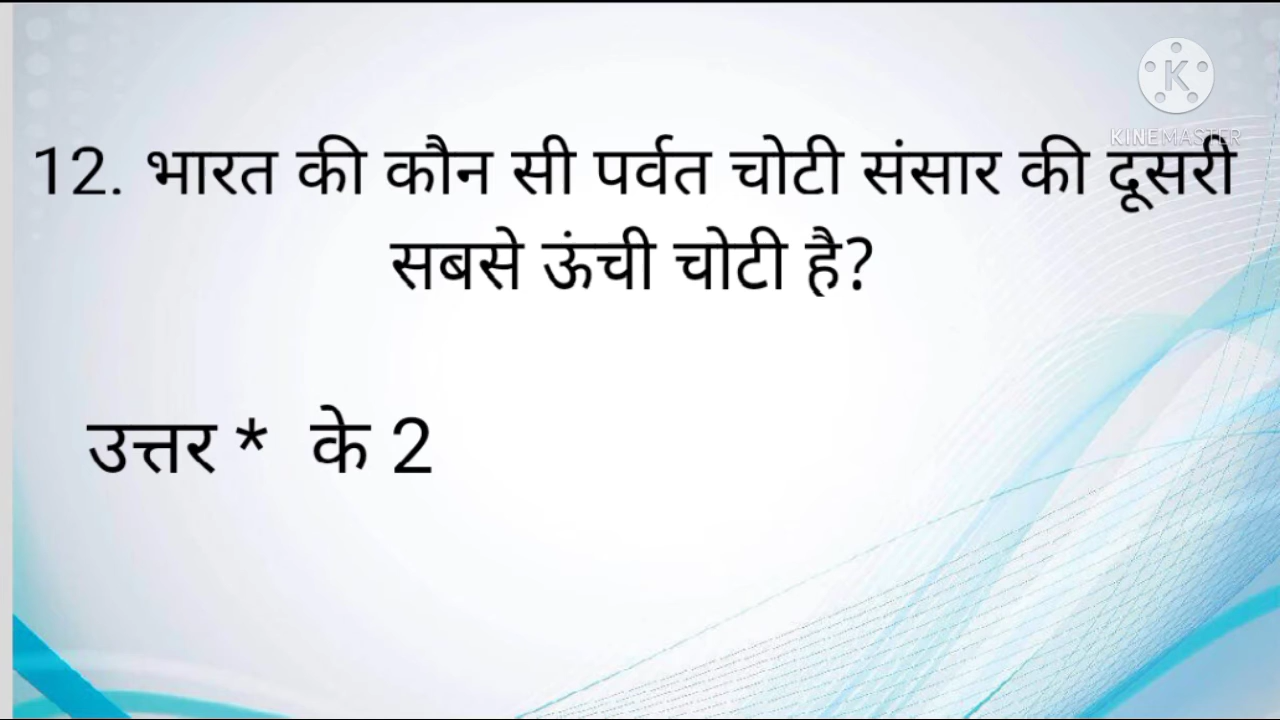 K
KINEMASTER
12. भारत की कौन सी पर्वत चोटी संसार की दूसरी
सबसे ऊंची चोटी है?
उत्तर * के 2